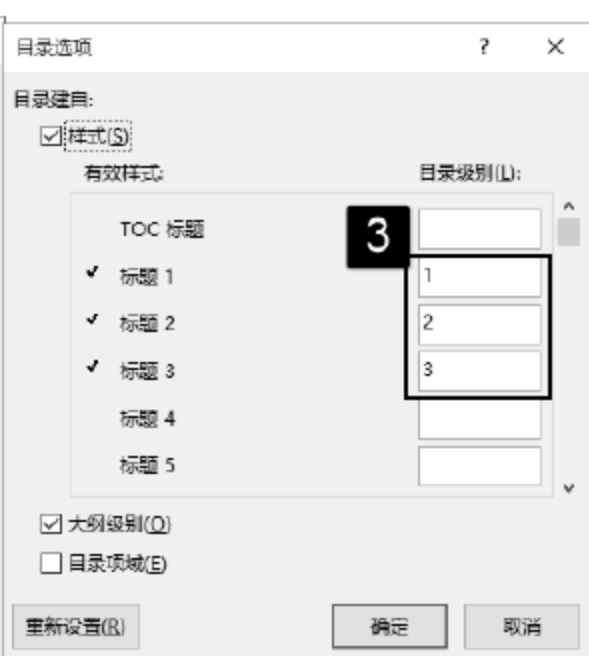 目录选项 ? ×
目录建自:
样式(S)
有效样式: 目录级别(L):
TOC 标题 3
标题 1 1
标题 2 2
标题 3 3
标题 4
标题 5
大纲级别(O)
目录项域(E)
重新设置(R) 确定 取消